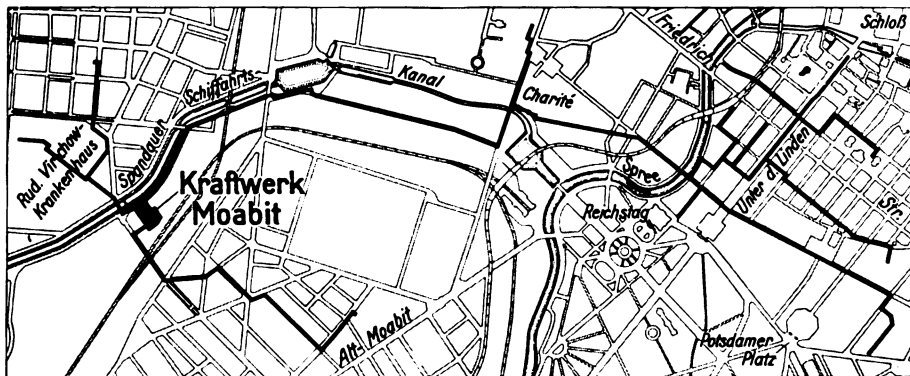 Schloß
Friedrich
Schiffahrts-
Kanal
Charité
Rud. Virchow-
Krankenhaus
Spandauer
Kraftwerk
Moabit
Spree
Unter d. Linden
Reichstag
Str.
Alt-Moabit
Potsdamer
Platz